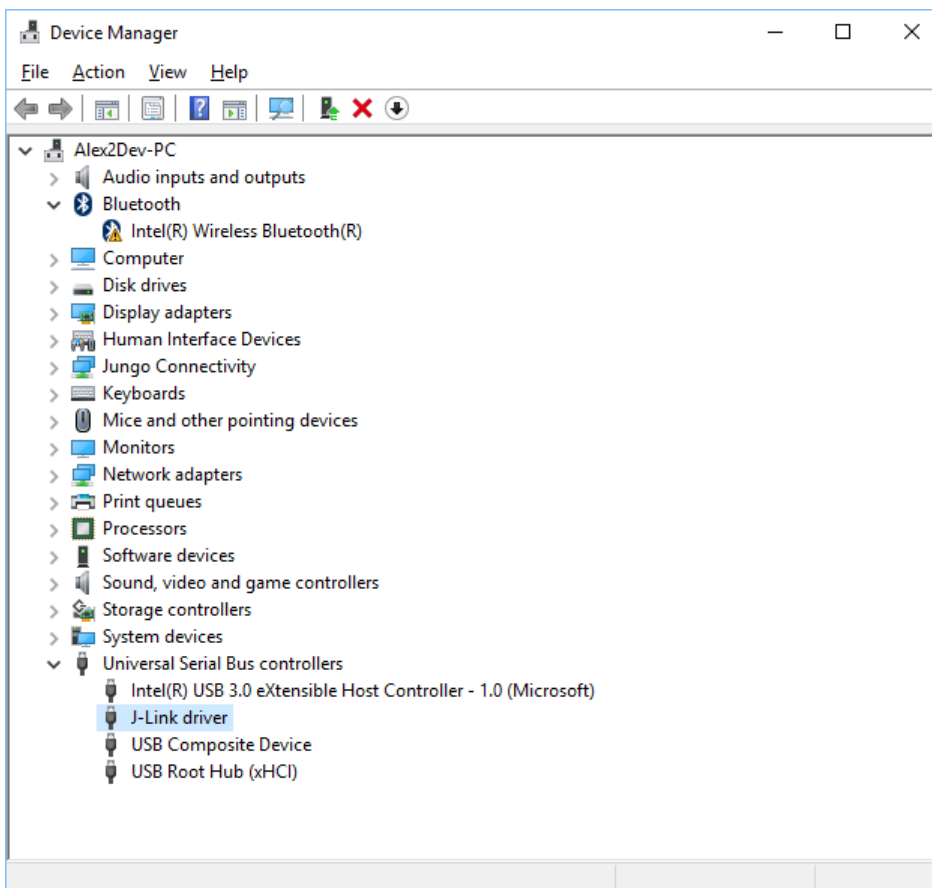 Device Manager
File Action View Help
Alex2Dev-PC
Audio inputs and outputs
Bluetooth
Intel(R) Wireless Bluetooth(R)
Computer
Disk drives
Display adapters
Human Interface Devices
Jungo Connectivity
Keyboards
Mice and other pointing devices
Monitors
Network adapters
Print queues
Processors
Software devices
Sound, video and game controllers
Storage controllers
System devices
Universal Serial Bus controllers
Intel(R) USB 3.0 eXtensible Host Controller - 1.0 (Microsoft)
J-Link driver
USB Composite Device
USB Root Hub (xHCI)